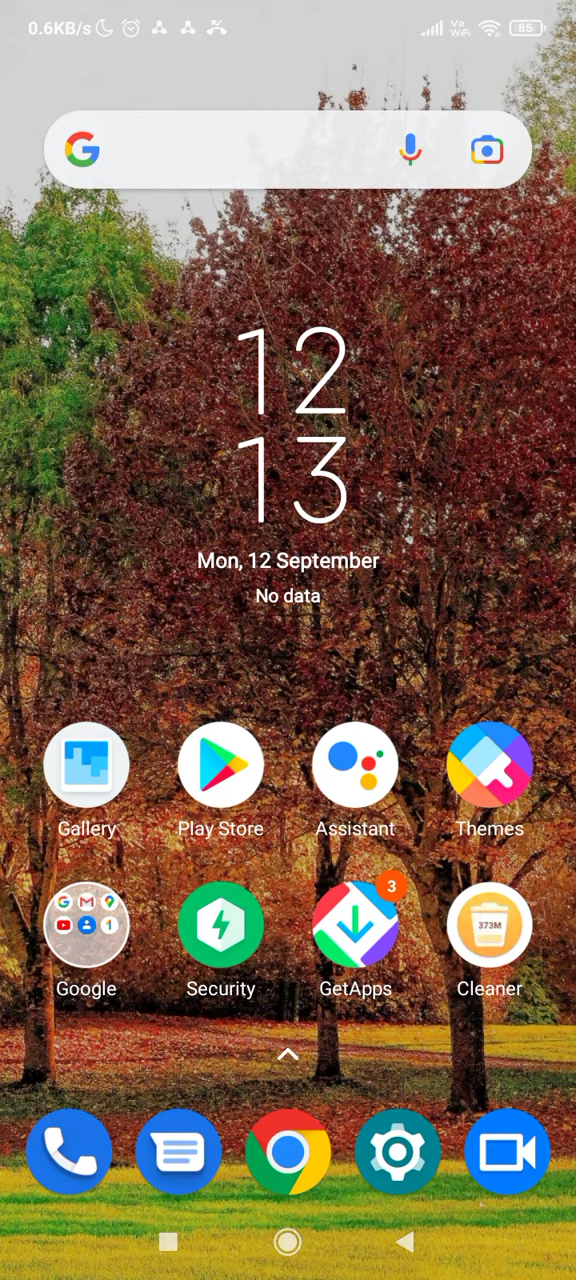 0.6KB/s
Vo
WiFi
85
12
13
Mon, 12 September
No data
Gallery
Play Store
Assistant
Themes
3
373M
Google
Security
GetApps
Cleaner